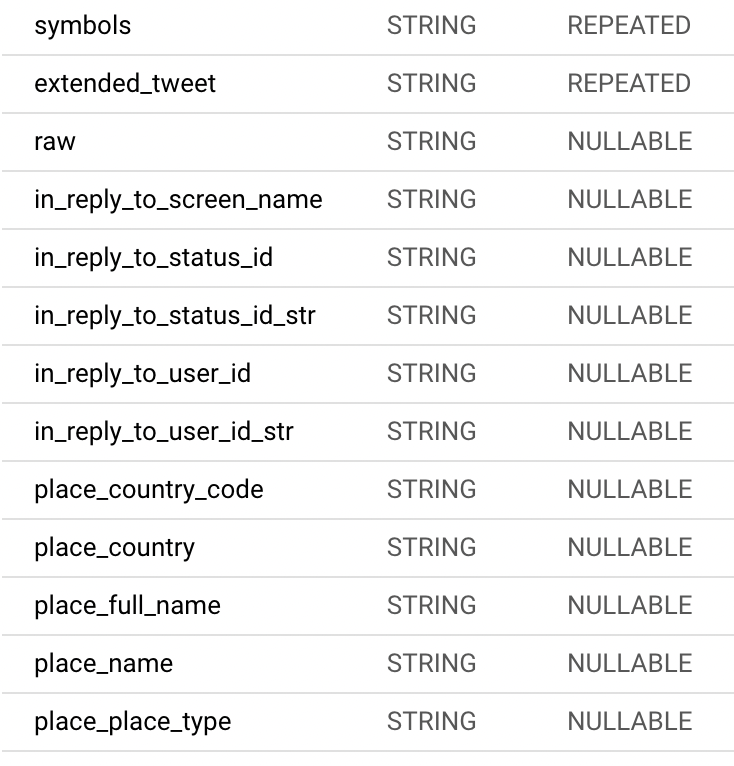 symbols STRING REPEATED
extended_tweet STRING REPEATED
raw STRING NULLABLE
in_reply_to_screen_name STRING NULLABLE
in_reply_to_status_id STRING NULLABLE
in_reply_to_status_id_str STRING NULLABLE
in_reply_to_user_id STRING NULLABLE
in_reply_to_user_id_str STRING NULLABLE
place_country_code STRING NULLABLE
place_country STRING NULLABLE
place_full_name STRING NULLABLE
place_name STRING NULLABLE
place_place_type STRING NULLABLE